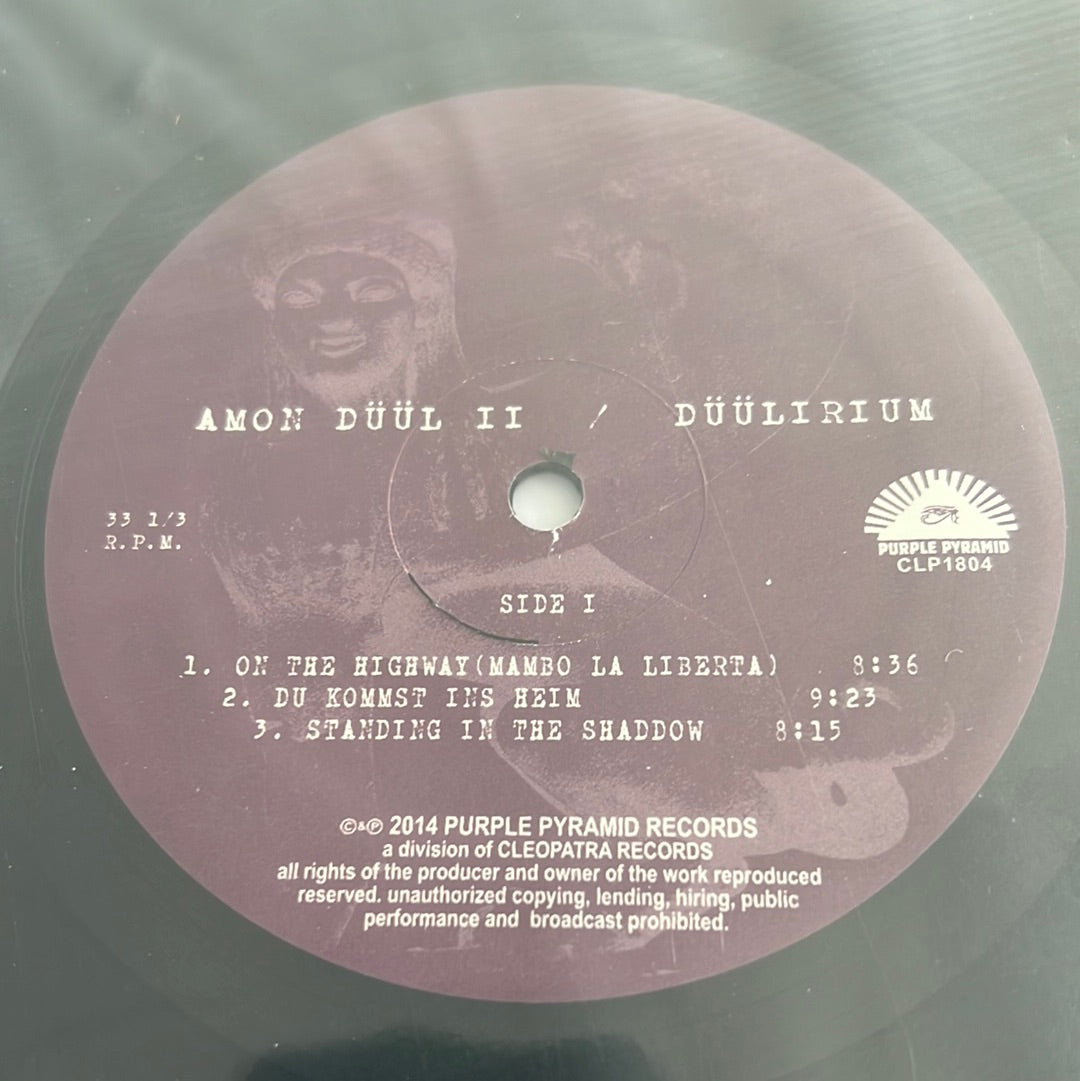 AMON DÜÜL II / DÜÜLIRIUM
33 1/3
R.P.M.
PURPLE PYRAMID
CLP1804
SIDE I
1. ON THE HIGHWAY(MAMBO LA LIBERTA) 8:36
2. DU KOMMST INS HEIM 9:23
3. STANDING IN THE SHADDOW 8:15
©&℗ 2014 PURPLE PYRAMID RECORDS
a division of CLEOPATRA RECORDS
all rights of the producer and owner of the work reproduced
reserved. unauthorized copying, lending, hiring, public
performance and broadcast prohibited.